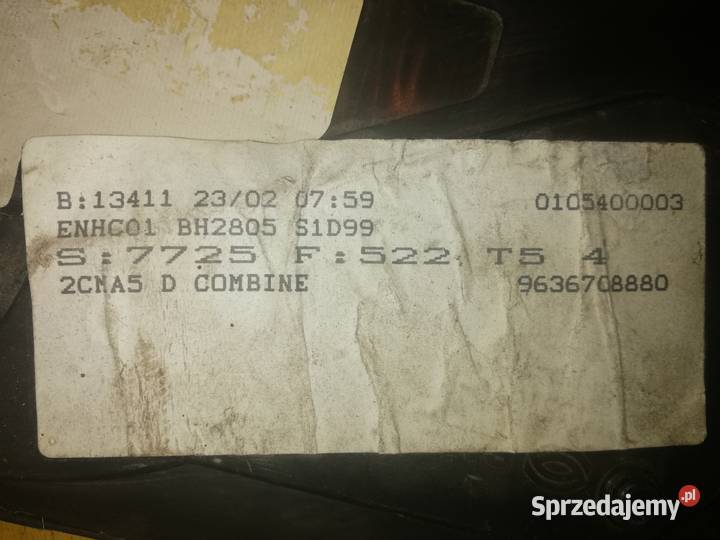 B:13411 23/02 07:59 0105400003
ENHC01 BH2805 S1D99
S:7725 F:522 T5 4
2CMA5 D COMBINE 9636708880
Sprzedajemy.pl